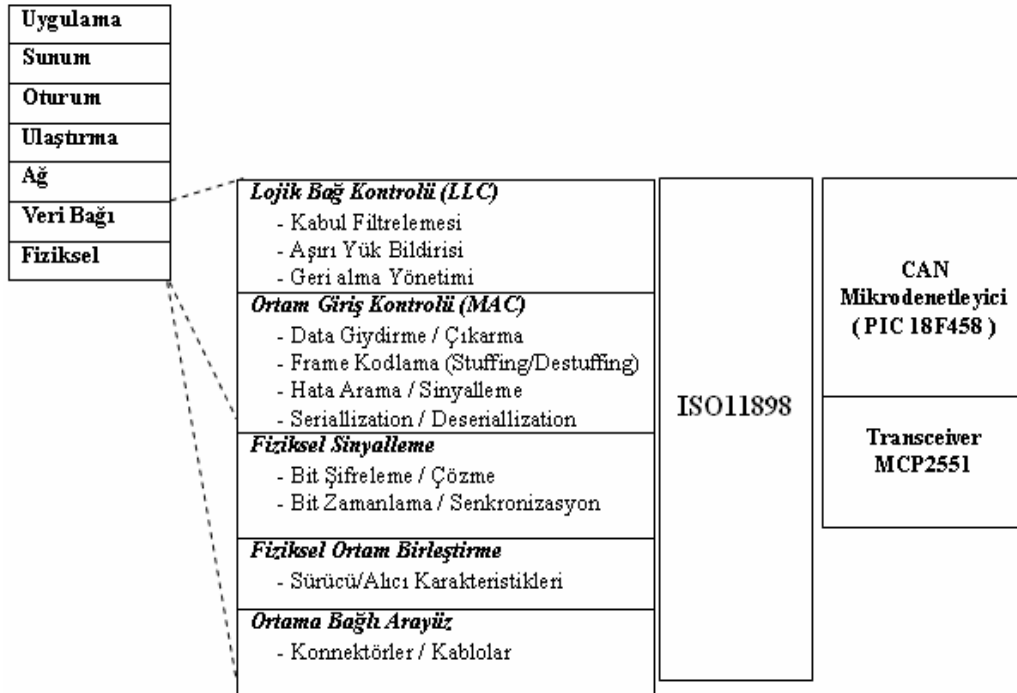 Uygulama
Sunum
Oturum
Ulaştırma
Ağ
Veri Bağı
Fiziksel
Lojik Bağ Kontrolü (LLC)
- Kabul Filtrelemesi
- Aşırı Yük Bildirisi
- Geri alma Yönetimi
Ortam Giriş Kontrolü (MAC)
- Data Giydirme / Çıkarma
- Frame Kodlama (Stuffing/Destuffing)
- Hata Arama / Sinyalleme
- Seriallization / Deseriallization
Fiziksel Sinyalleme
- Bit Şifreleme / Çözme
- Bit Zamanlama / Senkronizasyon
Fiziksel Ortam Birleştirme
- Sürücü/Alıcı Karakteristikleri
Ortama Bağlı Arayüz
- Konnektörler / Kablolar
ISO11898
CAN
Mikrodenetleyici
( PIC 18F458 )
Transceiver
MCP2551